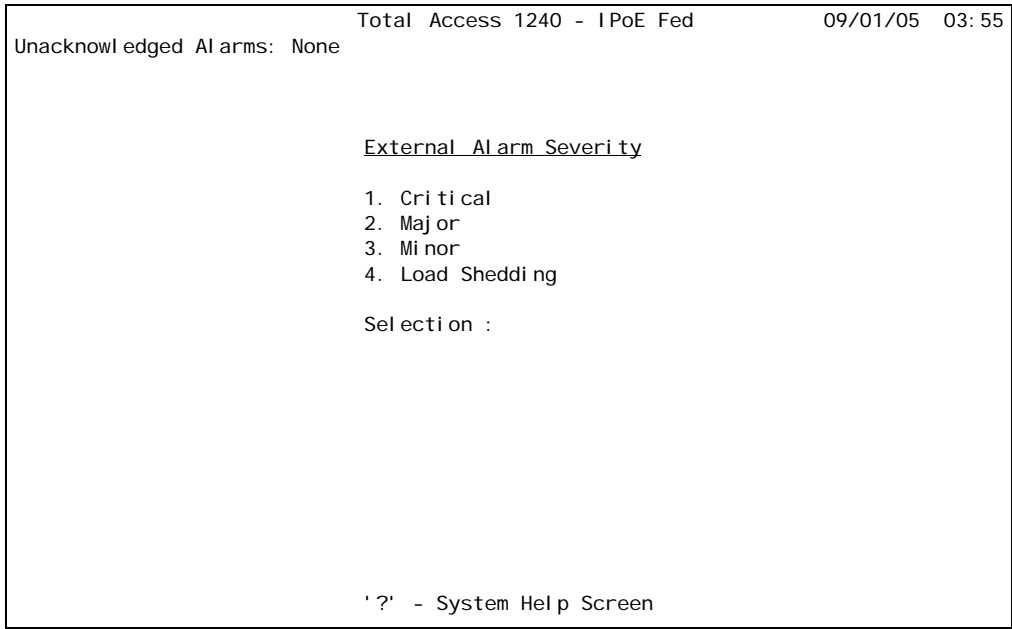 Total Access 1240 - IPoE Fed 09/01/05 03:55
Unacknowledged Alarms: None
External Alarm Severity
1. Critical
2. Major
3. Minor
4. Load Shedding
Selection :
'?' - System Help Screen